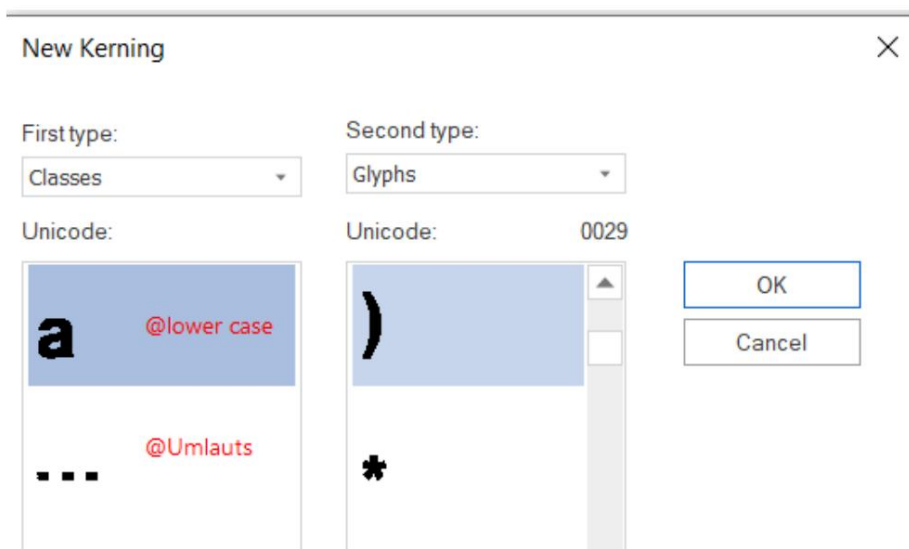 New Kerning
First type:
Second type:
Classes
Glyphs
Unicode:
Unicode: 0029
a @lower case
)
OK
Cancel
--- @Umlauts
*